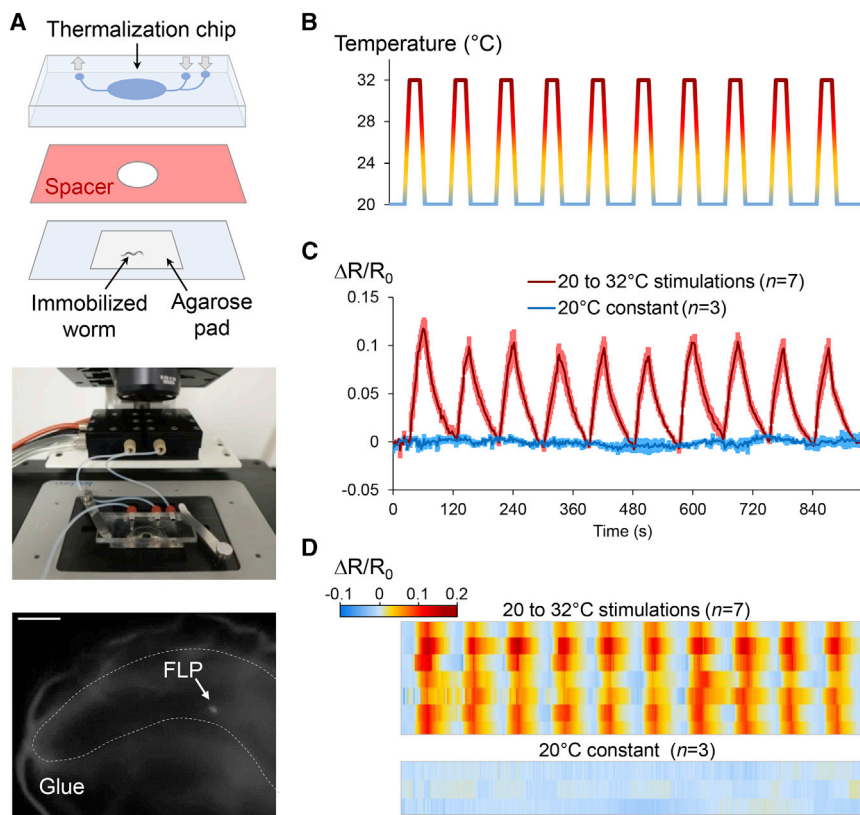 A
Thermalization chip
Spacer
Immobilized
worm
Agarose
pad
FLP
Glue
B
Temperature (°C)
32
28
24
20
C
ΔR/R0
20 to 32°C stimulations (n=7)
20°C constant (n=3)
0.15
0.1
0.05
0
-0.05
0 120 240 360 480 600 720 840
Time (s)
D
ΔR/R0
-0.1 0 0.1 0.2
20 to 32°C stimulations (n=7)
20°C constant (n=3)